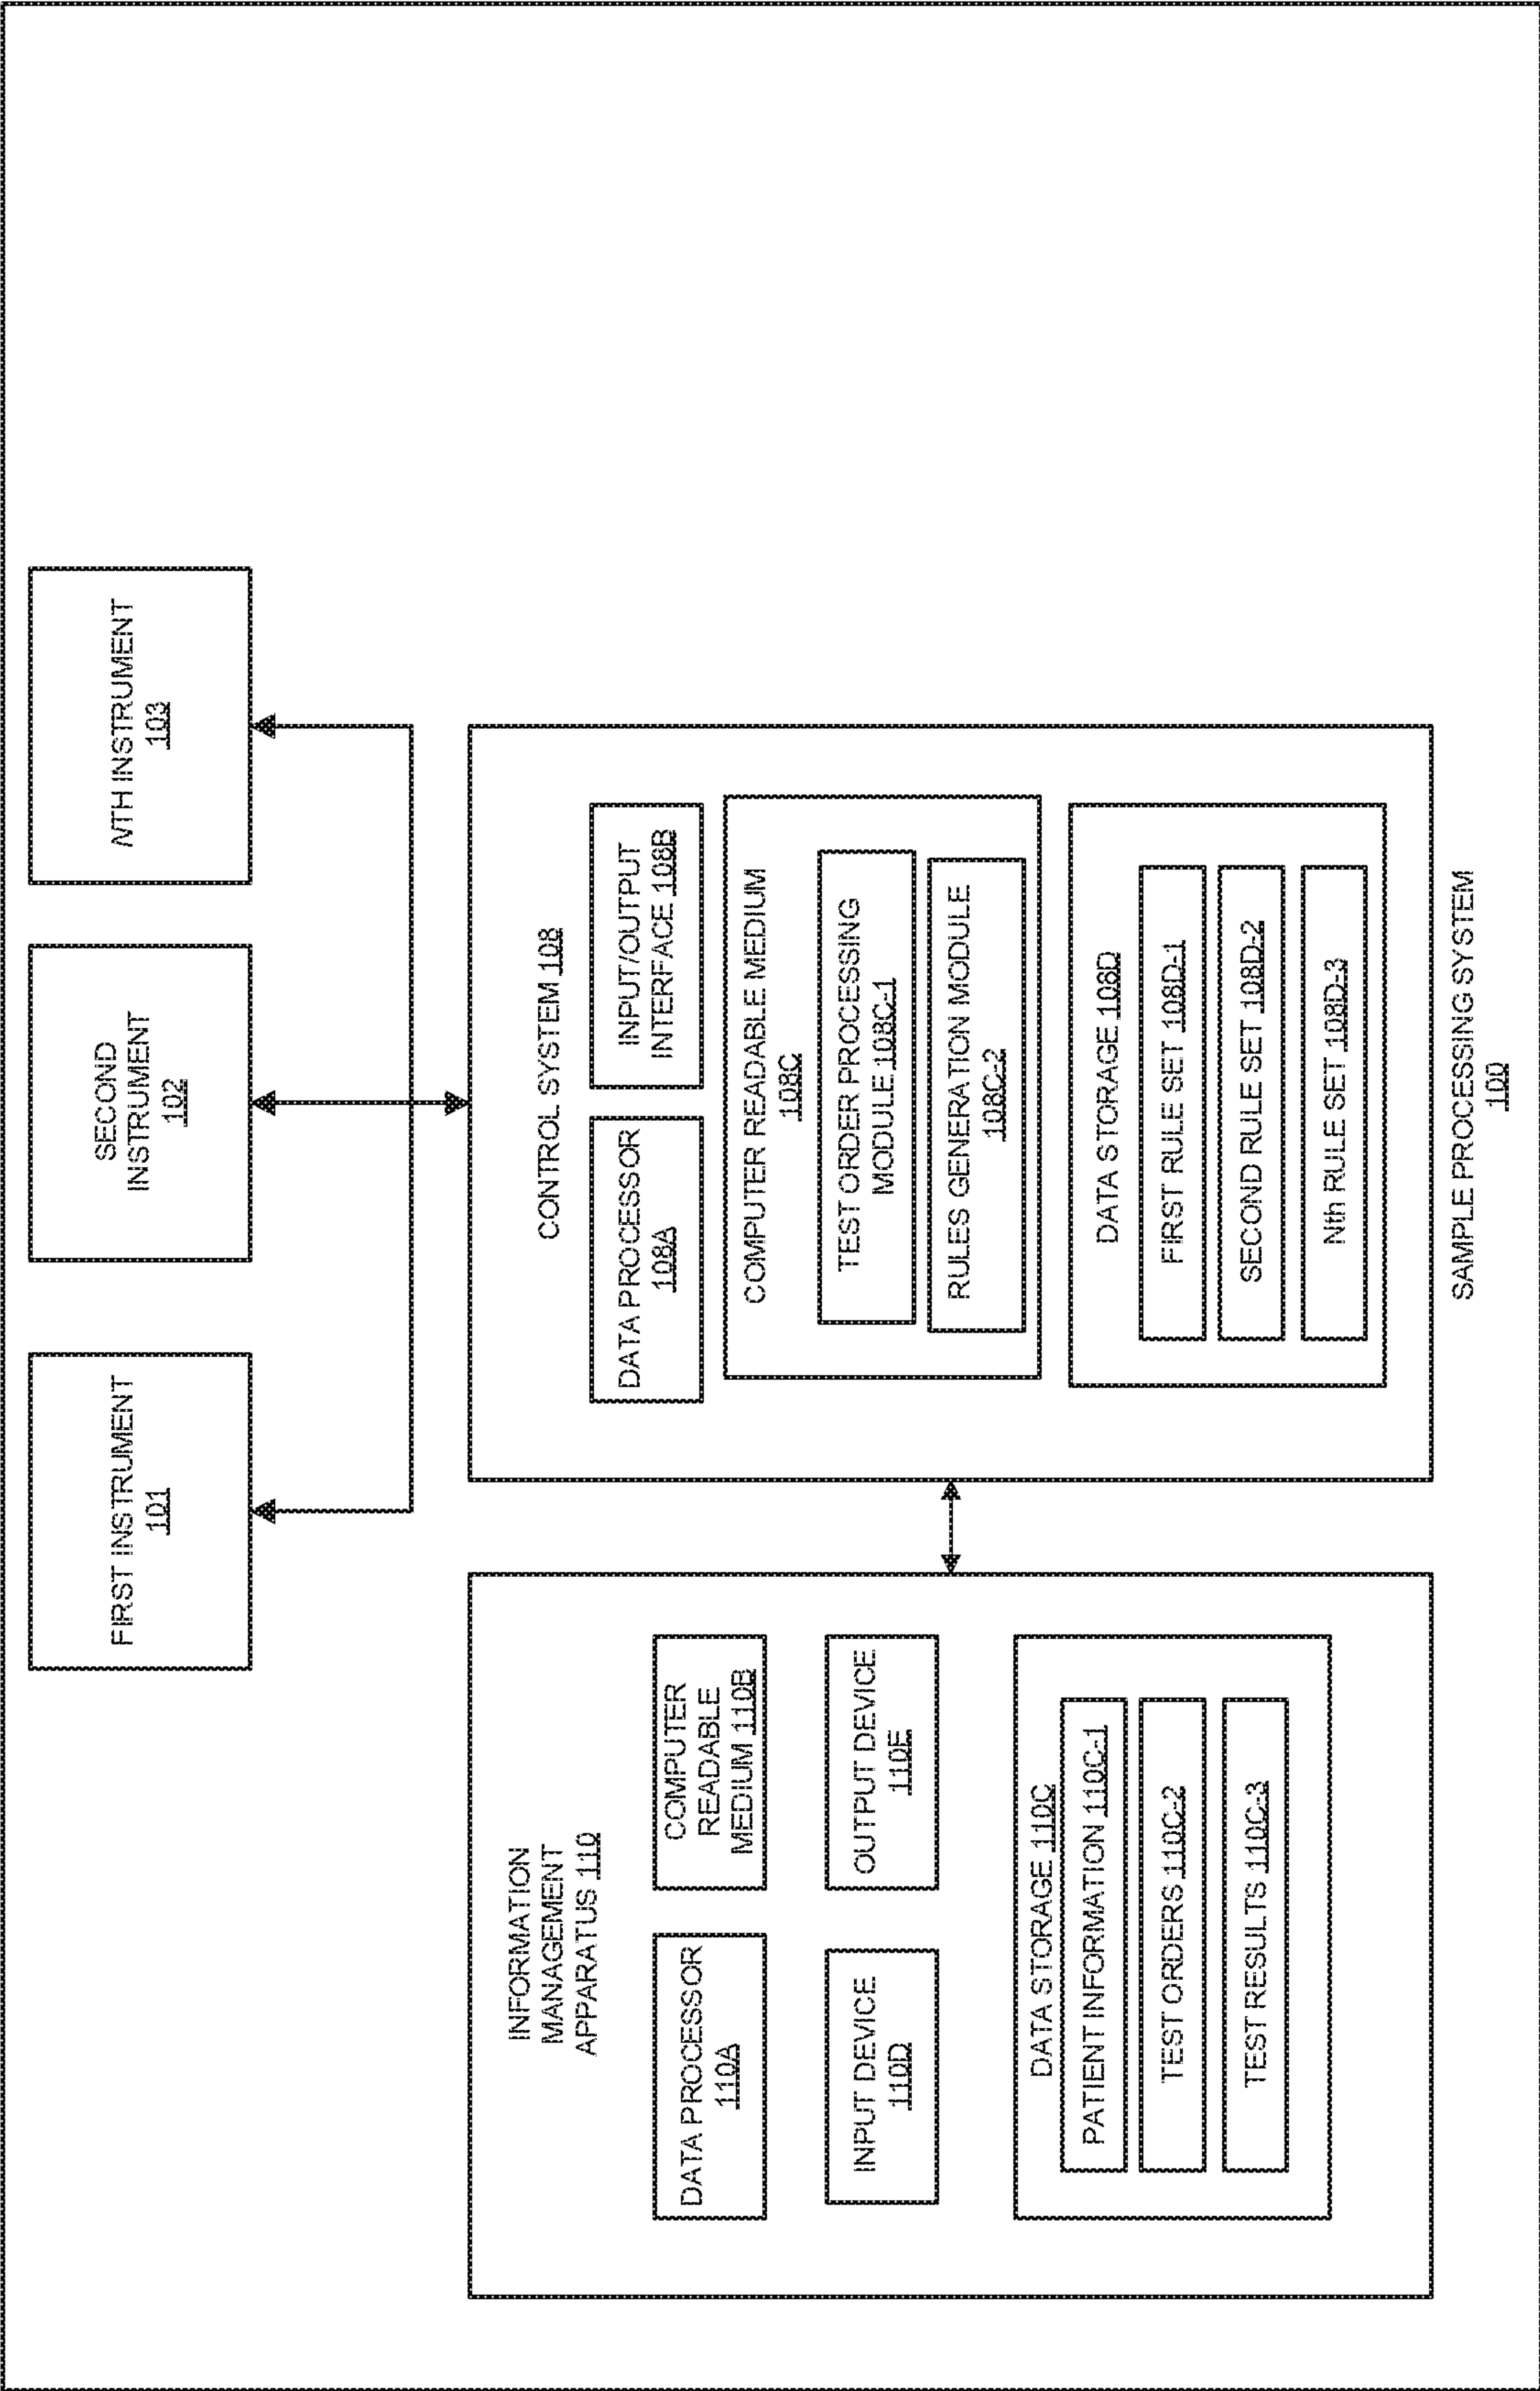 FIRST INSTRUMENT
101
SECOND
INSTRUMENT
102
NTH INSTRUMENT
103
INFORMATION
MANAGEMENT
APPARATUS 110
DATA PROCESSOR
110A
COMPUTER
READABLE
MEDIUM 110B
INPUT DEVICE
110D
OUTPUT DEVICE
110E
DATA STORAGE 110C
PATIENT INFORMATION 110C-1
TEST ORDERS 110C-2
TEST RESULTS 110C-3
CONTROL SYSTEM 108
DATA PROCESSOR
108A
INPUT/OUTPUT
INTERFACE 108B
COMPUTER READABLE MEDIUM
108C
TEST ORDER PROCESSING
MODULE 108C-1
RULES GENERATION MODULE
108C-2
DATA STORAGE 108D
FIRST RULE SET 108D-1
SECOND RULE SET 108D-2
Nth RULE SET 108D-3
SAMPLE PROCESSING SYSTEM
100